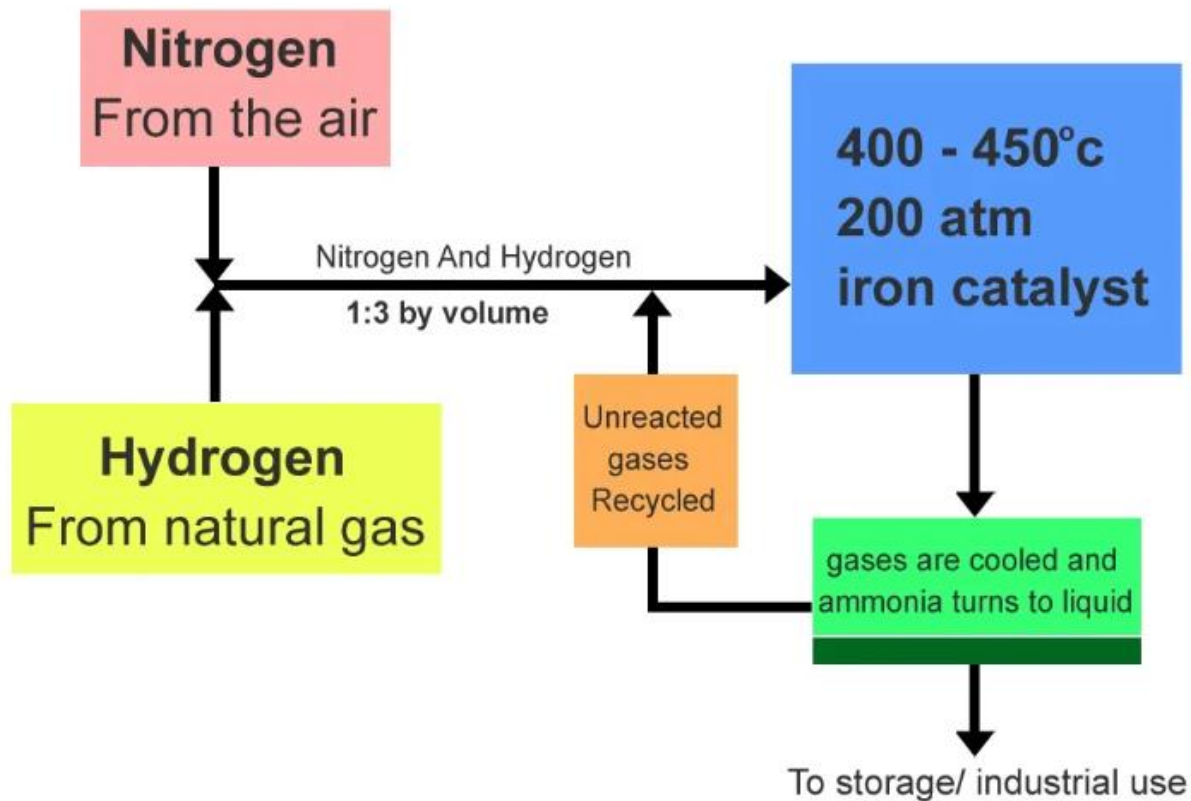 Nitrogen
From the air
Nitrogen And Hydrogen
1:3 by volume
400 - 450°c
200 atm
iron catalyst
Hydrogen
From natural gas
Unreacted
gases
Recycled
gases are cooled and
ammonia turns to liquid
To storage/ industrial use